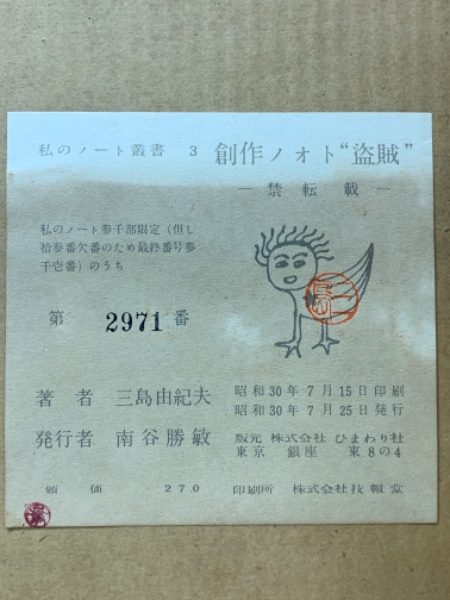 私のノート叢書 3 創作ノオト“盗賊”
―禁転載―
私のノート参千部限定(但し
拾参番欠番のため最終番号参
千壱番)のうち
第 2971 番
著者 三島由紀夫
発行者 南谷勝敏
昭和30年7月15日印刷
昭和30年7月25日発行
版元 株式会社 ひまわり社
東京 銀座 東8の4
頒価 270
印刷所 株式会社技報堂